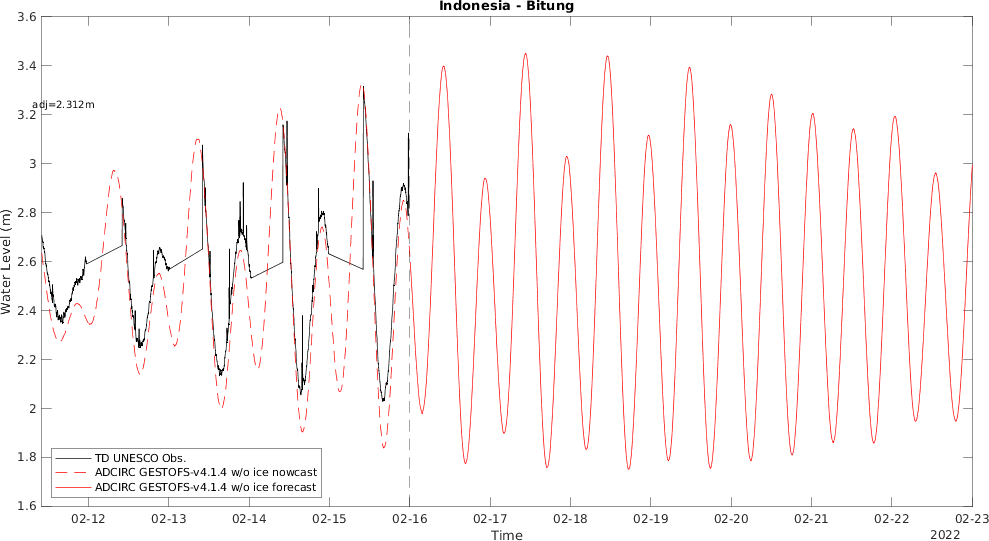 Indonesia - Bitung
3.6
3.4
adj=2.312m
3.2
3
2.8
2.6
2.4
2.2
2
1.8
1.6
Water Level (m)
TD UNESCO Obs.
ADCIRC GESTOFS-v4.1.4 w/o ice nowcast
ADCIRC GESTOFS-v4.1.4 w/o ice forecast
02-12 02-13 02-14 02-15 02-16 02-17 02-18 02-19 02-20 02-21 02-22 02-23
Time
2022